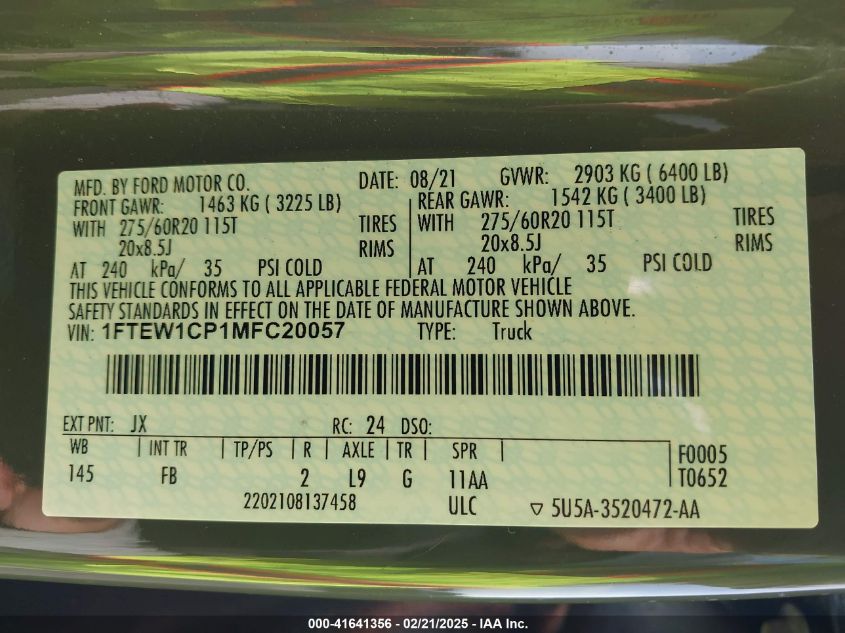 MFD. BY FORD MOTOR CO. DATE: 08/21 GVWR: 2903 KG ( 6400 LB)
FRONT GAWR: 1463 KG ( 3225 LB) REAR GAWR: 1542 KG ( 3400 LB)
WITH 275/60R20 115T TIRES WITH 275/60R20 115T TIRES
20x8.5J RIMS 20x8.5J RIMS
AT 240 kPa/ 35 PSI COLD AT 240 kPa/ 35 PSI COLD
THIS VEHICLE CONFORMS TO ALL APPLICABLE FEDERAL MOTOR VEHICLE
SAFETY STANDARDS IN EFFECT ON THE DATE OF MANUFACTURE SHOWN ABOVE.
VIN: 1FTEW1CP1MFC20057 TYPE: Truck
EXT PNT: JX RC: 24 DSO:
WB INT TR TP/PS R AXLE TR SPR F0005
145 FB 2 L9 G 11AA T0652
2202108137458 ULC ▽ 5U5A-3520472-AA
000-41641356 - 02/21/2025 - IAA Inc.